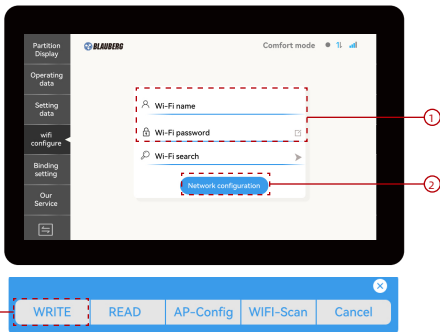 Partition
Display
BLAUBERG
Comfort mode
Operating
data
Setting
data
wifi
configure
Binding
setting
Our
Service
Wi-Fi name
Wi-Fi password
Wi-Fi search
Network configuration
1
2
WRITE READ AP-Config WIFI-Scan Cancel